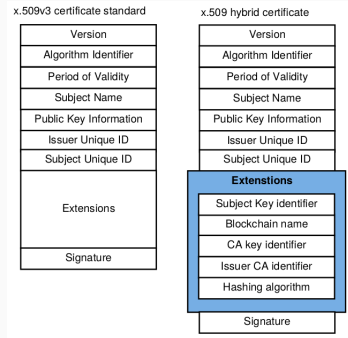 x.509v3 certificate standard
Version
Algorithm Identifier
Period of Validity
Subject Name
Public Key Information
Issuer Unique ID
Subject Unique ID
Extensions
Signature
x.509 hybrid certificate
Version
Algorithm Identifier
Period of Validity
Subject Name
Public Key Information
Issuer Unique ID
Subject Unique ID
Extenstions
Subject Key identifier
Blockchain name
CA key identifier
Issuer CA identifier
Hashing algorithm
Signature